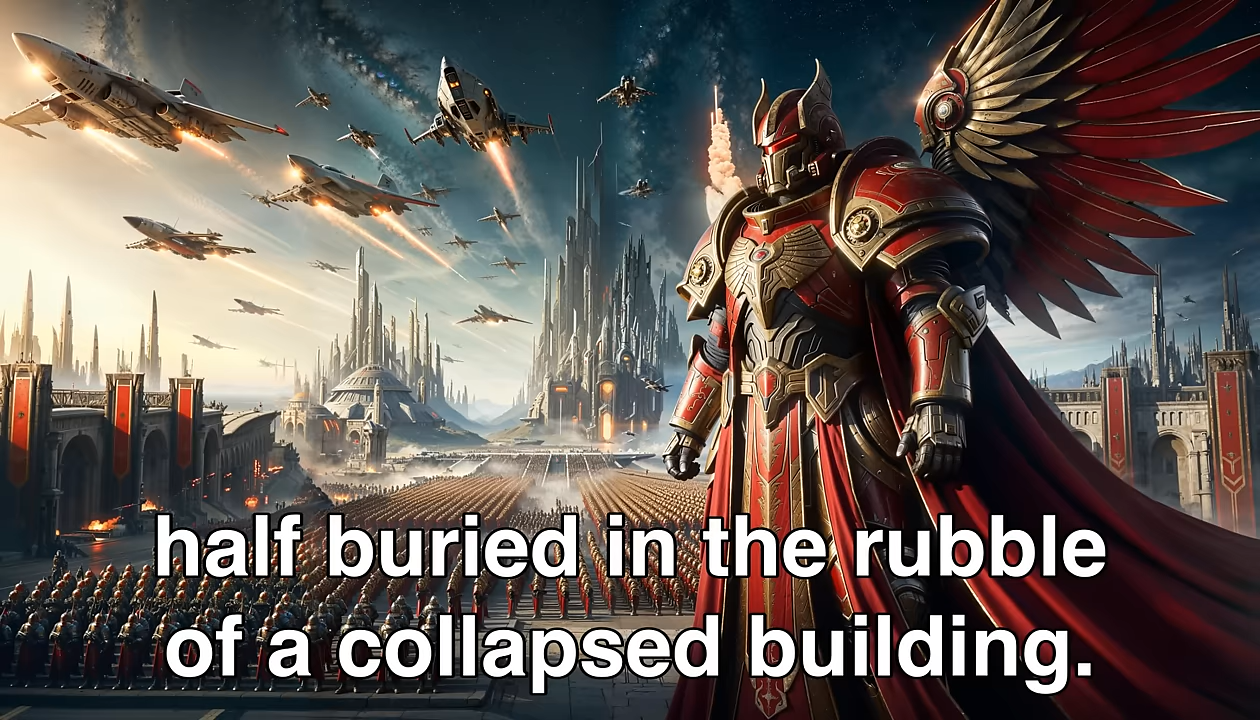 half buried in the rubble
of a collapsed building.